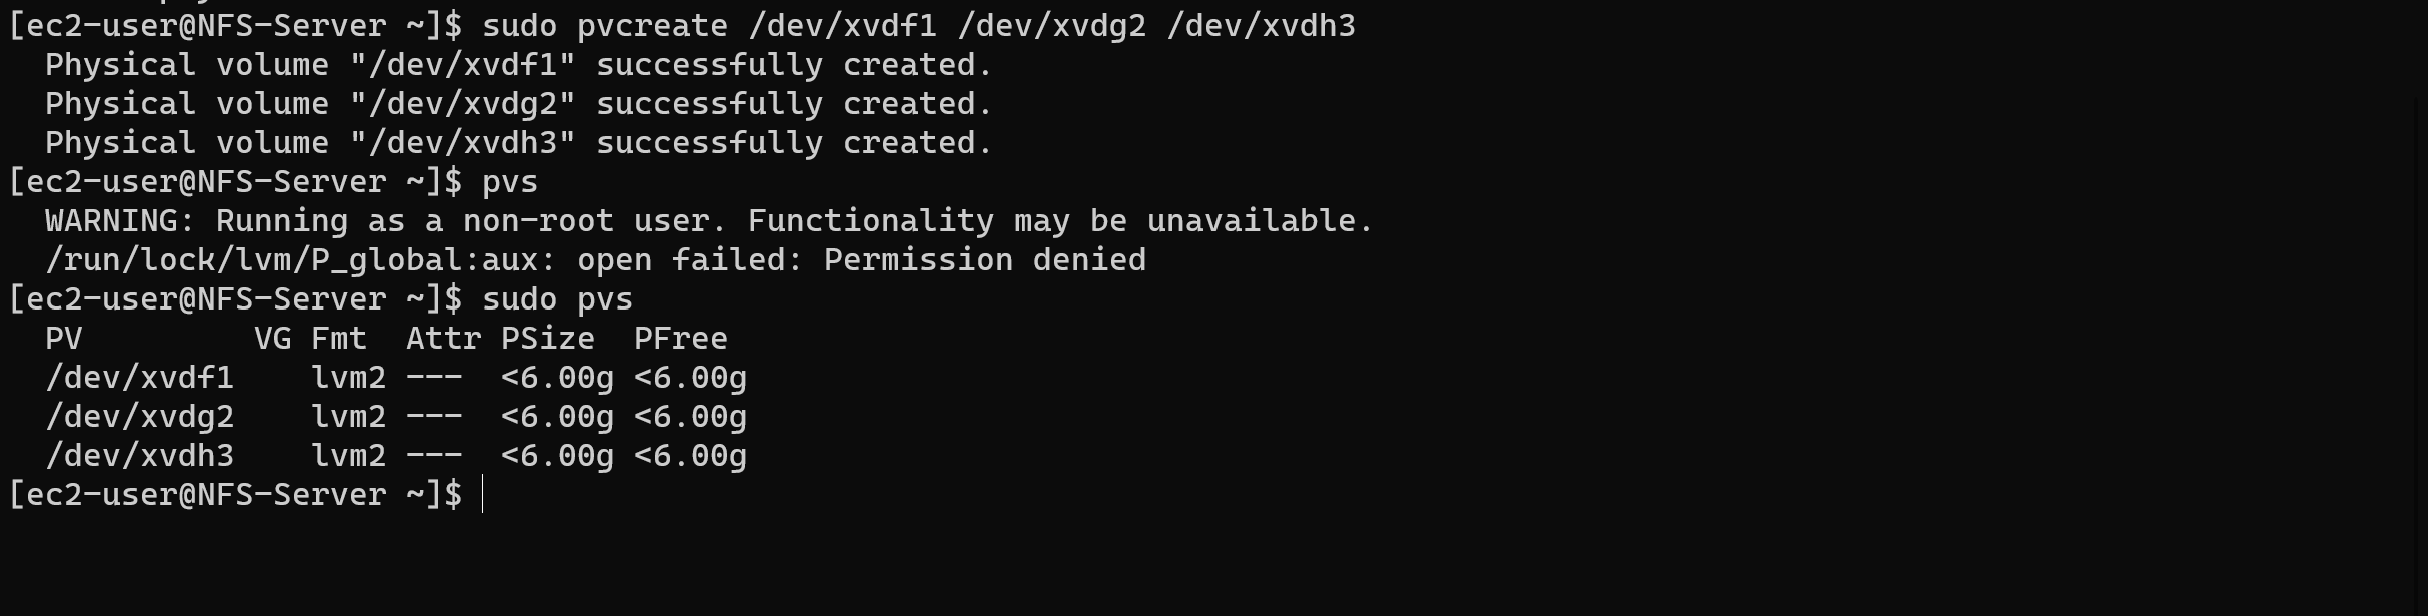 [ec2-user@NFS-Server ~]$ sudo pvcreate /dev/xvdf1 /dev/xvdg2 /dev/xvdh3
  Physical volume "/dev/xvdf1" successfully created.
  Physical volume "/dev/xvdg2" successfully created.
  Physical volume "/dev/xvdh3" successfully created.
[ec2-user@NFS-Server ~]$ pvs
  WARNING: Running as a non-root user. Functionality may be unavailable.
  /run/lock/lvm/P_global:aux: open failed: Permission denied
[ec2-user@NFS-Server ~]$ sudo pvs
  PV         VG Fmt  Attr PSize  PFree
  /dev/xvdf1    lvm2 ---  <6.00g <6.00g
  /dev/xvdg2    lvm2 ---  <6.00g <6.00g
  /dev/xvdh3    lvm2 ---  <6.00g <6.00g
[ec2-user@NFS-Server ~]$